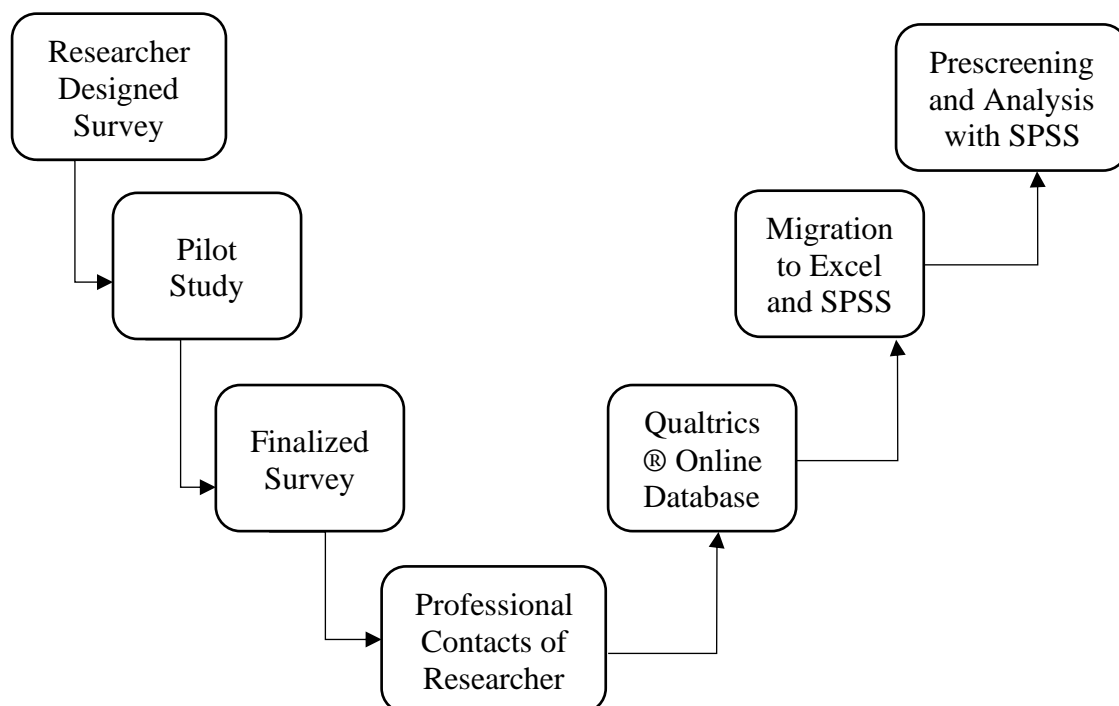 Researcher
Designed
Survey
Pilot
Study
Finalized
Survey
Professional
Contacts of
Researcher
Qualtrics
® Online
Database
Migration
to Excel
and SPSS
Prescreening
and Analysis
with SPSS